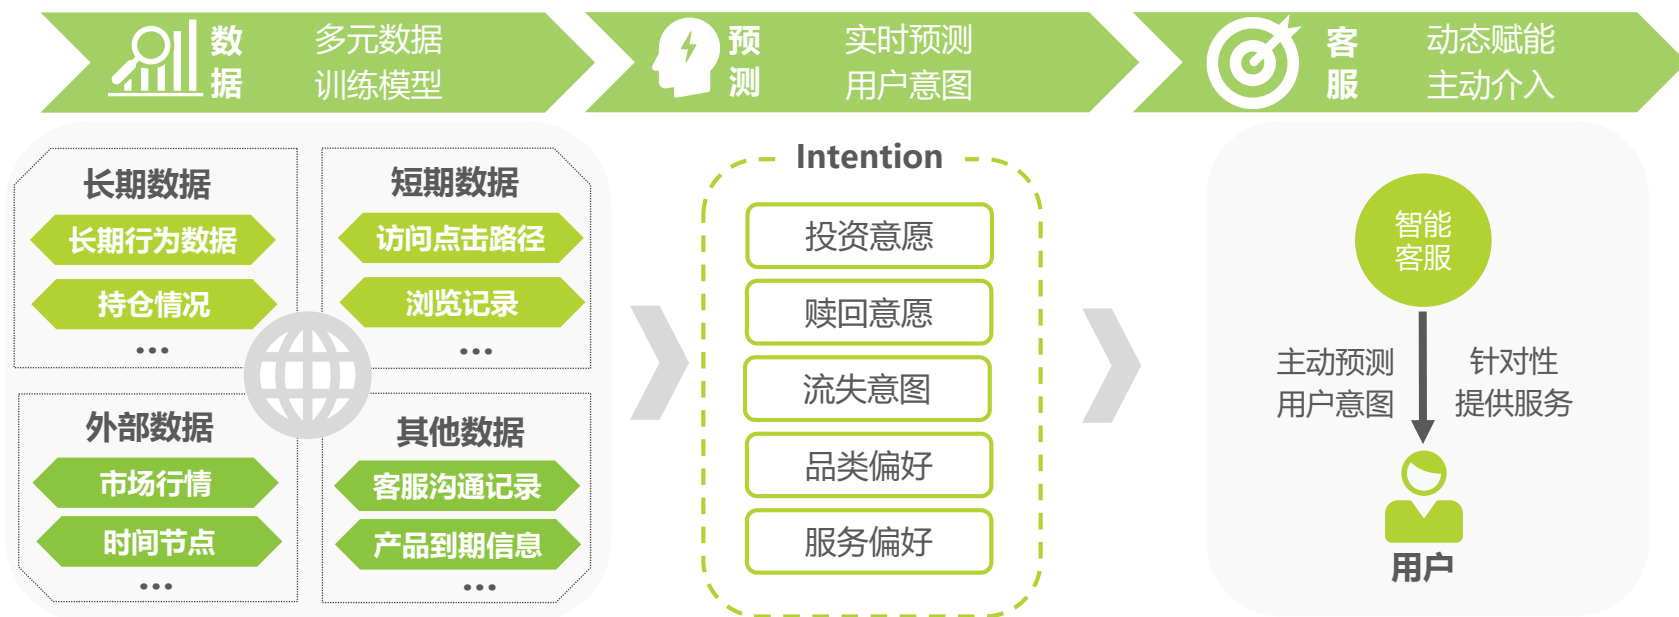 数据
多元数据
训练模型
预测
实时预测
用户意图
客服
动态赋能
主动介入
长期数据
长期行为数据
持仓情况
...
短期数据
访问点击路径
浏览记录
...
外部数据
市场行情
时间节点
...
其他数据
客服沟通记录
产品到期信息
...
Intention
投资意愿
赎回意愿
流失意图
品类偏好
服务偏好
智能
客服
主动预测
用户意图
针对性
提供服务
用户